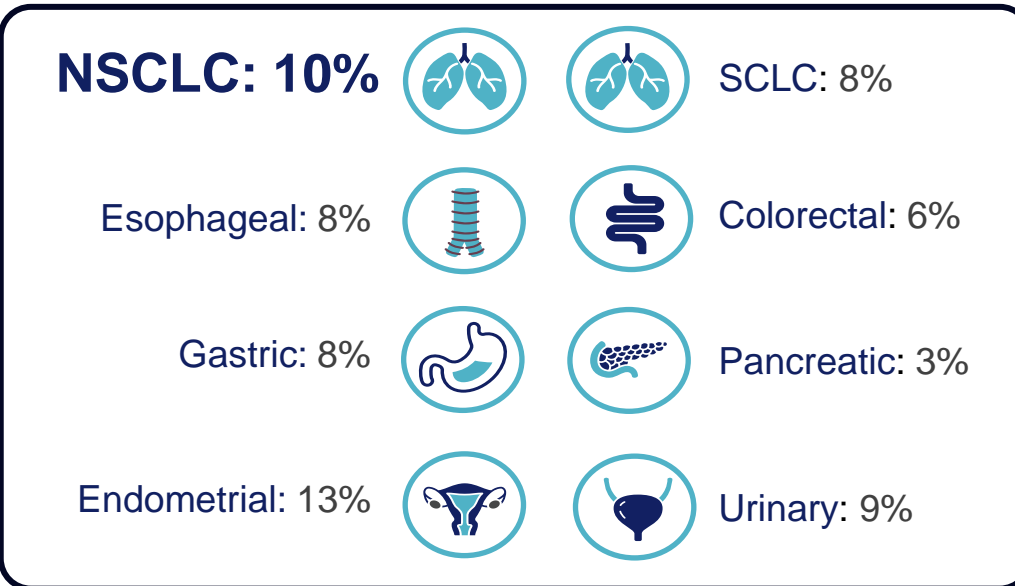 NSCLC: 10%
SCLC: 8%
Esophageal: 8%
Colorectal: 6%
Gastric: 8%
Pancreatic: 3%
Endometrial: 13%
Urinary: 9%